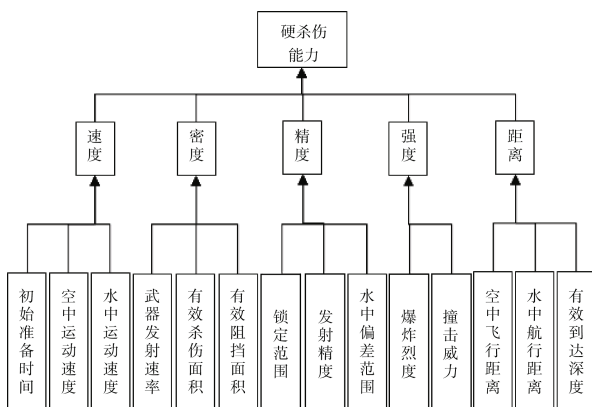 硬杀伤
能力
速度
密度
精度
强度
距离
初始准备时间
空中运动速度
水中运动速度
武器发射速率
有效杀伤面积
有效阻挡面积
锁定范围
发射精度
水中偏差范围
爆炸烈度
撞击威力
空中飞行距离
水中航行距离
有效到达深度